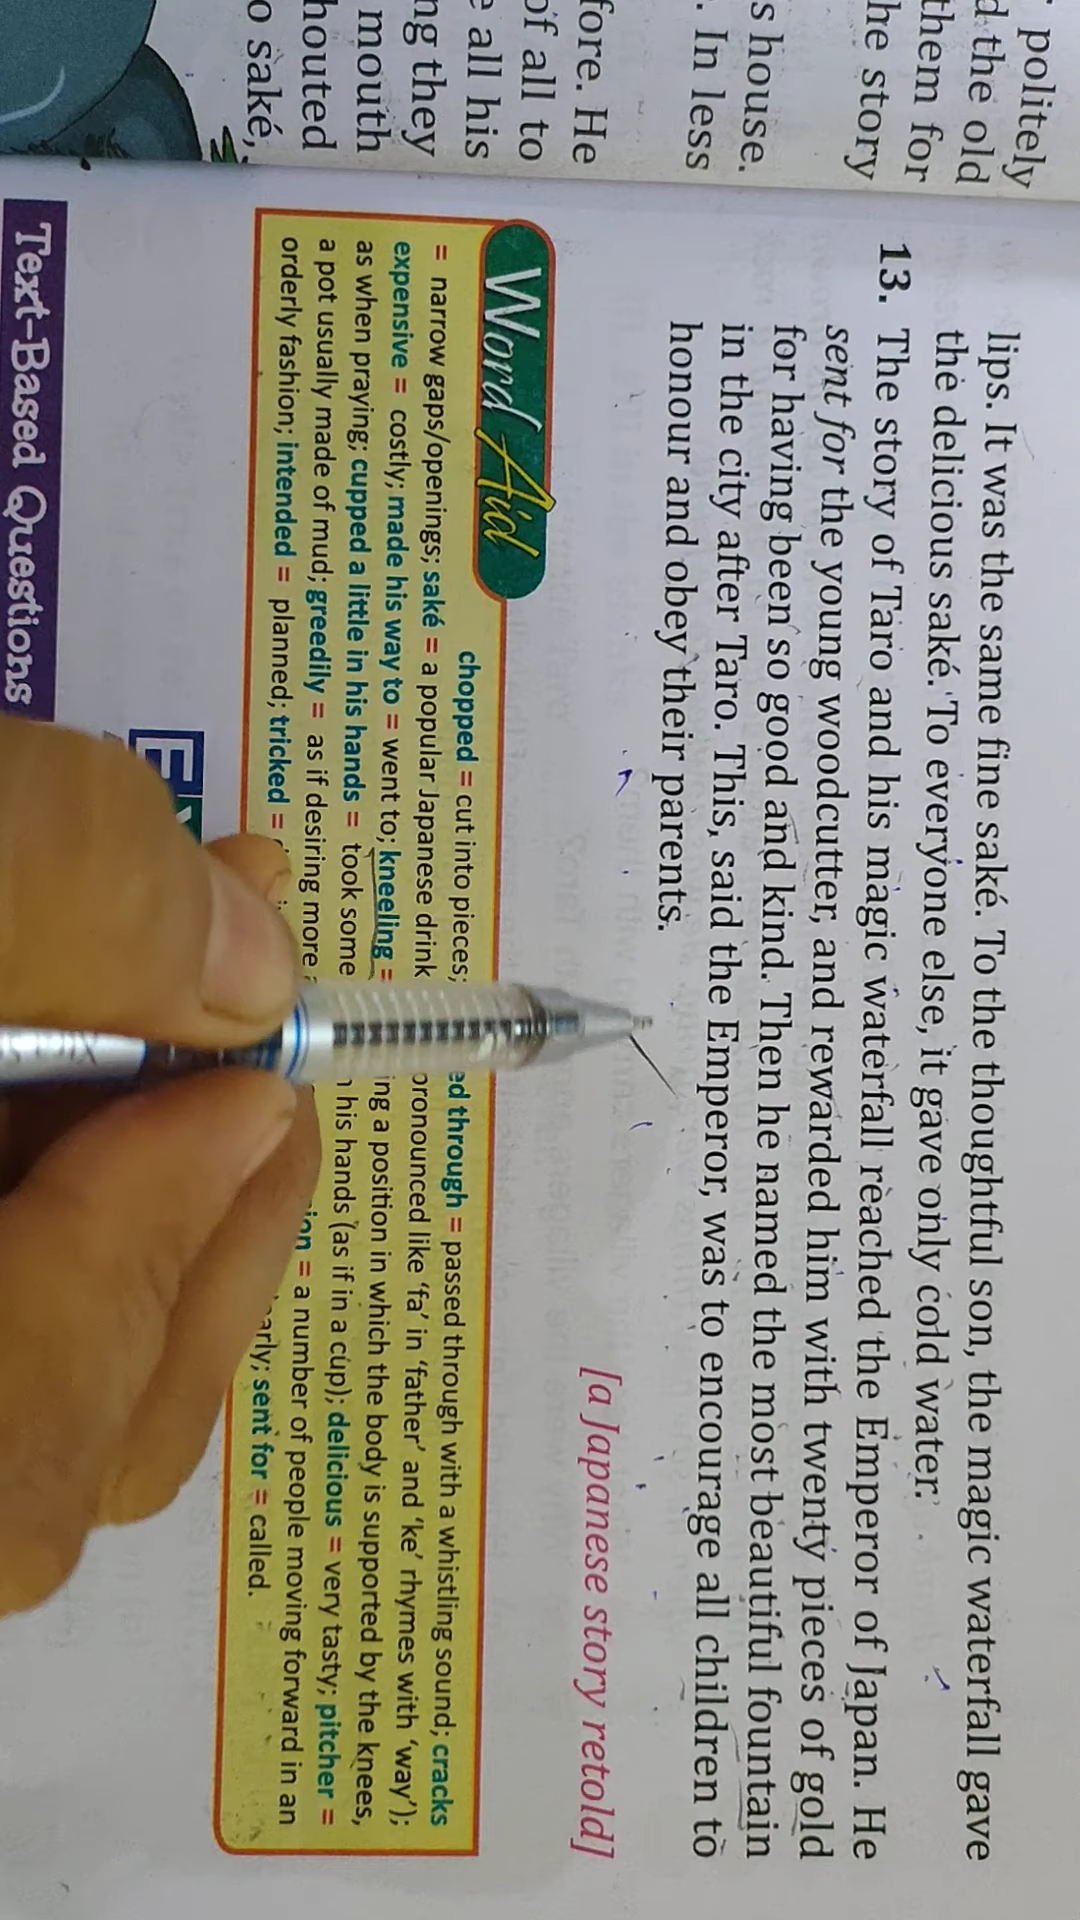 polite­ly
d the old
them for
he story
s house.
. In less
fore. He
of all to
e all his
ng they
mouth
houted
o saké,
lips. It was the same fine saké. To the thoughtful son, the magic waterfall gave
the delicious saké. To everyone else, it gave only cold water.
13. The story of Taro and his magic waterfall reached the Emperor of Japan. He
sent for the young woodcutter, and rewarded him with twenty pieces of gold
for having been so good and kind. Then he named the most beautiful fountain
in the city after Taro. This, said the Emperor, was to encourage all children to
honour and obey their parents.
[a Japanese story retold]
Word Aid
chopped = cut into pieces; ed through = passed through with a whistling sound; cracks
= narrow gaps/openings; saké = a popular Japanese drink pronounced like 'fa' in 'father' and 'ke' rhymes with 'way');
expensive = costly; made his way to = went to; kneeling = ing a position in which the body is supported by the knees,
as when praying; cupped a little in his hands = took some his hands (as if in a cup); delicious = very tasty; pitcher =
a pot usually made of mud; greedily = as if desiring more ion = a number of people moving forward in an
orderly fashion; intended = planned; tricked = arly; sent for = called.
Text-Based Questions